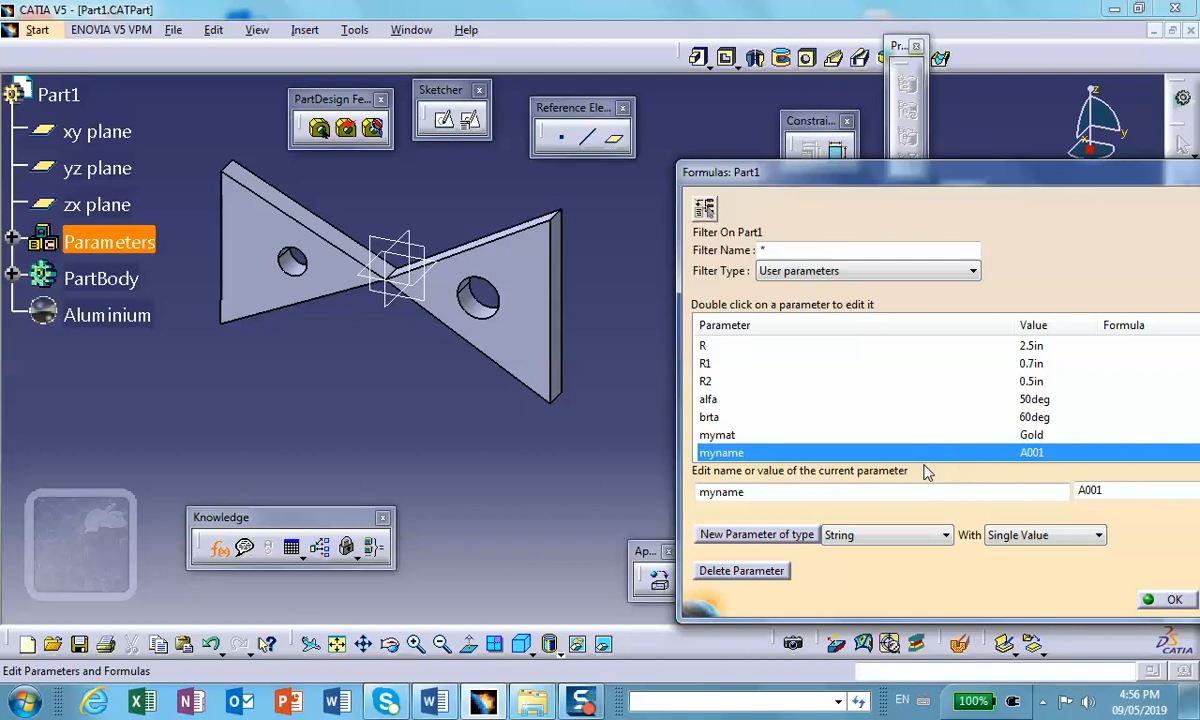 CATIA V5 - [Part1.CATPart]
Start ENOVIA V5 VPM File Edit View Insert Tools Window Help
Pr...
Part1
xy plane
yz plane
zx plane
Parameters
PartBody
Aluminium
PartDesign Fe...
Sketcher
Reference Ele...
Constrai...
z
y
Formulas: Part1
Filter On Part1
Filter Name : *
Filter Type : User parameters
Double click on a parameter to edit it
Parameter Value Formula
R 2.5in
R1 0.7in
R2 0.5in
alfa 50deg
brta 60deg
mymat Gold
myname A001
Edit name or value of the current parameter
myname A001
New Parameter of type String With Single Value
Delete Parameter
OK
Knowledge
f(x)
Ap...
CATIA
Edit Parameters and Formulas
EN 100% 4:56 PM
09/05/2019